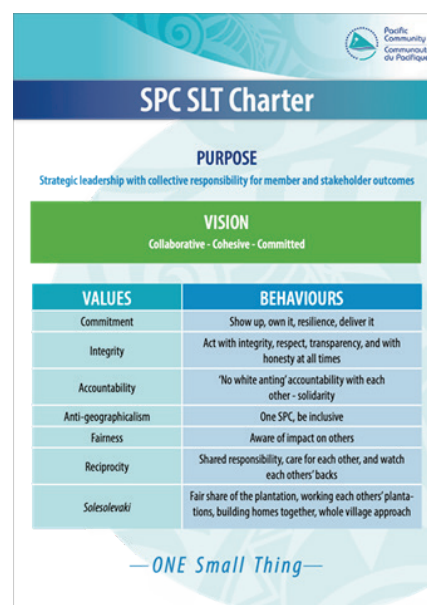 Pacific
Community
Communauté
du Pacifique
SPC SLT Charter
PURPOSE
Strategic leadership with collective responsibility for member and stakeholder outcomes
VISION
Collaborative - Cohesive - Committed
VALUES BEHAVIOURS
Commitment Show up, own it, resilience, deliver it
Integrity Act with integrity, respect, transparency, and with
honesty at all times
Accountability 'No white anting' accountability with each
other - solidarity
Anti-geographicalism One SPC, be inclusive
Fairness Aware of impact on others
Reciprocity Shared responsibility, care for each other, and watch
each others' backs
Solesolevaki Fair share of the plantation, working each others' planta-
tions, building homes together, whole village approach
—ONE Small Thing—